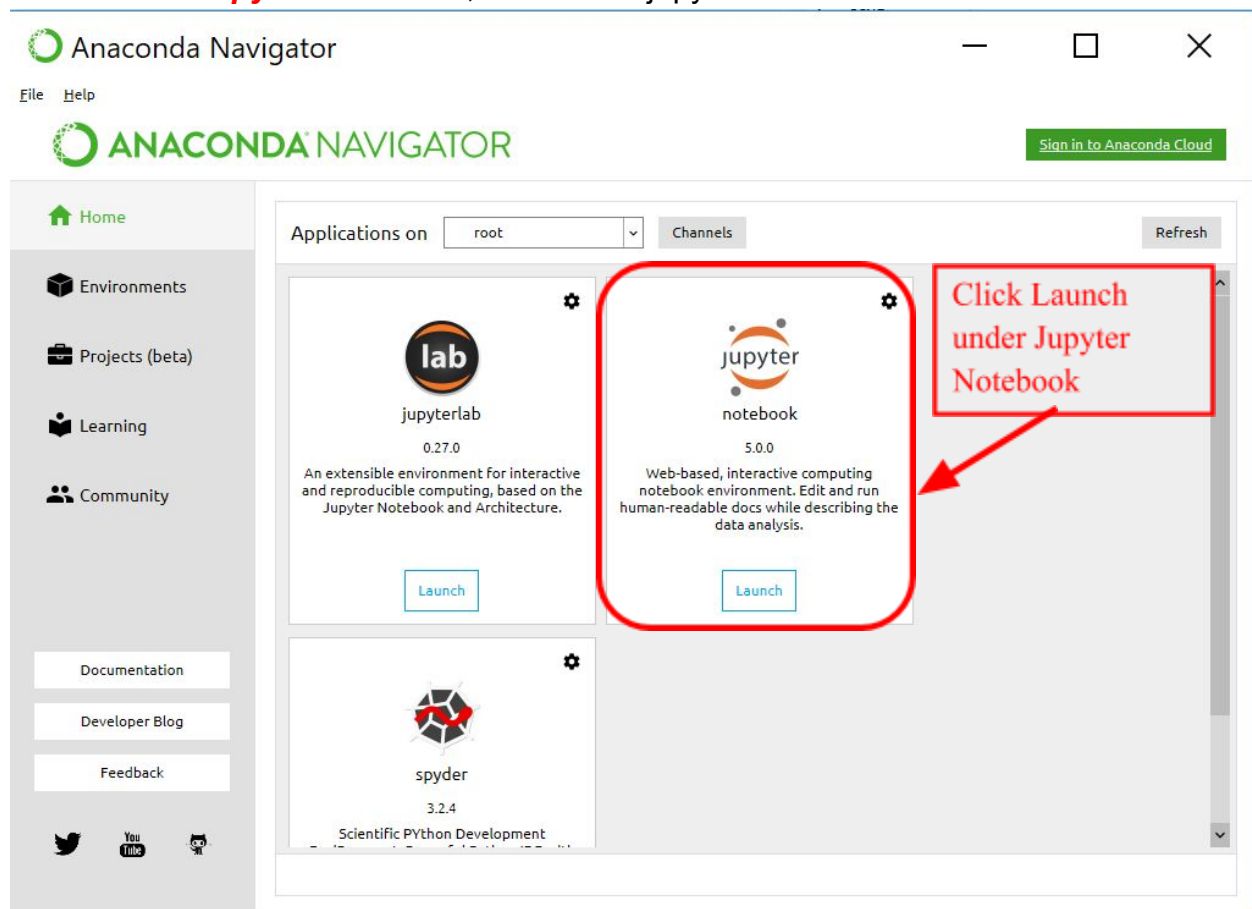 py
jupy
Anaconda Navigator
File Help
ANACONDA NAVIGATOR
Sign in to Anaconda Cloud
Home
Applications on root Channels Refresh
Environments
Projects (beta)
Learning
Community
lab
jupyterlab
0.27.0
An extensible environment for interactive
and reproducible computing, based on the
Jupyter Notebook and Architecture.
Launch
jupyter
notebook
5.0.0
Web-based, interactive computing
notebook environment. Edit and run
human-readable docs while describing the
data analysis.
Launch
Click Launch
under Jupyter
Notebook
Documentation
Developer Blog
Feedback
You
Tube
spyder
3.2.4
Scientific PYthon Development